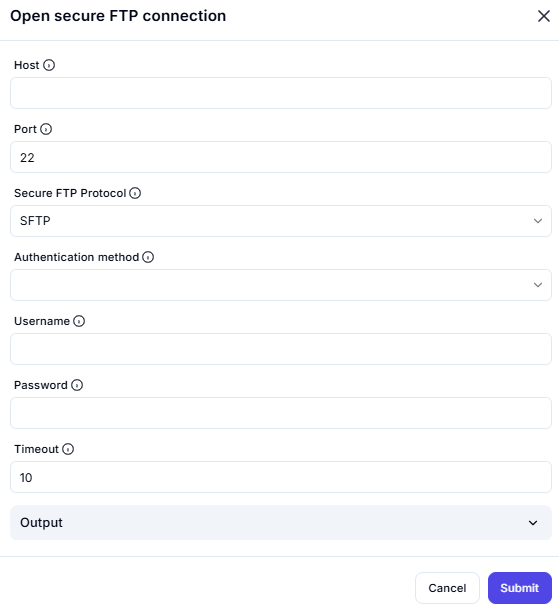 Open secure FTP connection
Host
Port
22
Secure FTP Protocol
SFTP
Authentication method
Username
Password
Timeout
10
Output
Cancel Submit